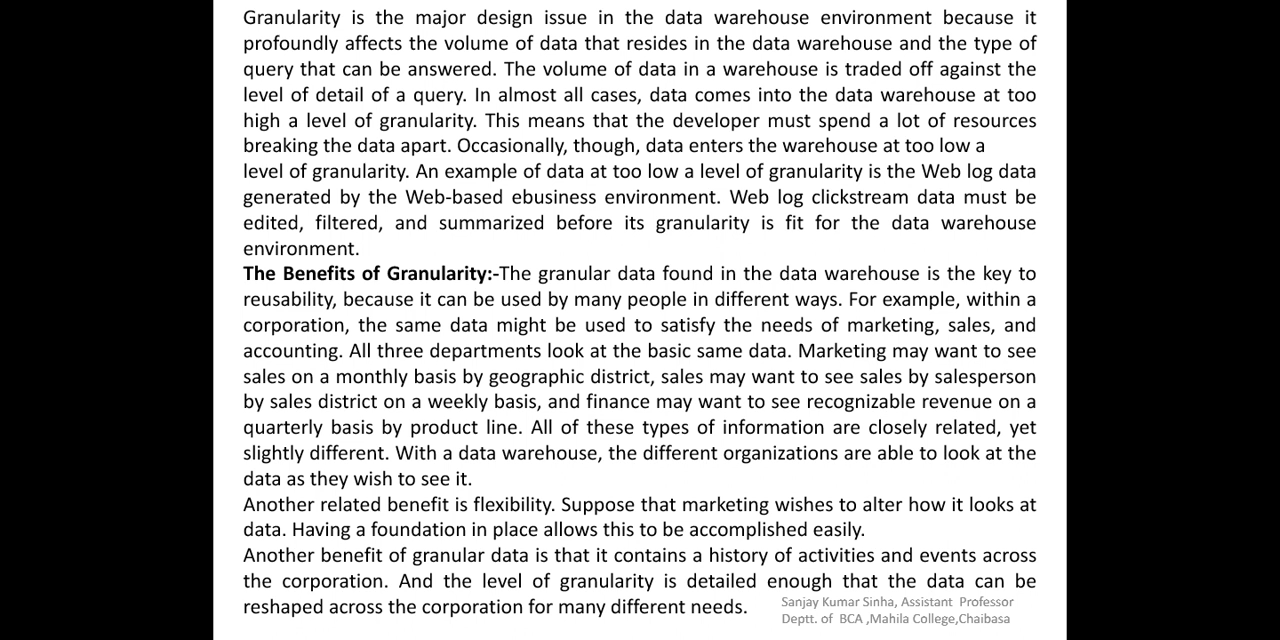 Granularity is the major design issue in the data warehouse environment because it
profoundly affects the volume of data that resides in the data warehouse and the type of
query that can be answered. The volume of data in a warehouse is traded off against the
level of detail of a query. In almost all cases, data comes into the data warehouse at too
high a level of granularity. This means that the developer must spend a lot of resources
breaking the data apart. Occasionally, though, data enters the warehouse at too low a
level of granularity. An example of data at too low a level of granularity is the Web log data
generated by the Web-based ebusiness environment. Web log clickstream data must be
edited, filtered, and summarized before its granularity is fit for the data warehouse
environment.
The Benefits of Granularity:-The granular data found in the data warehouse is the key to
reusability, because it can be used by many people in different ways. For example, within a
corporation, the same data might be used to satisfy the needs of marketing, sales, and
accounting. All three departments look at the basic same data. Marketing may want to see
sales on a monthly basis by geographic district, sales may want to see sales by salesperson
by sales district on a weekly basis, and finance may want to see recognizable revenue on a
quarterly basis by product line. All of these types of information are closely related, yet
slightly different. With a data warehouse, the different organizations are able to look at the
data as they wish to see it.
Another related benefit is flexibility. Suppose that marketing wishes to alter how it looks at
data. Having a foundation in place allows this to be accomplished easily.
Another benefit of granular data is that it contains a history of activities and events across
the corporation. And the level of granularity is detailed enough that the data can be
reshaped across the corporation for many different needs.
Sanjay Kumar Sinha, Assistant Professor
Deptt. of BCA ,Mahila College,Chaibasa